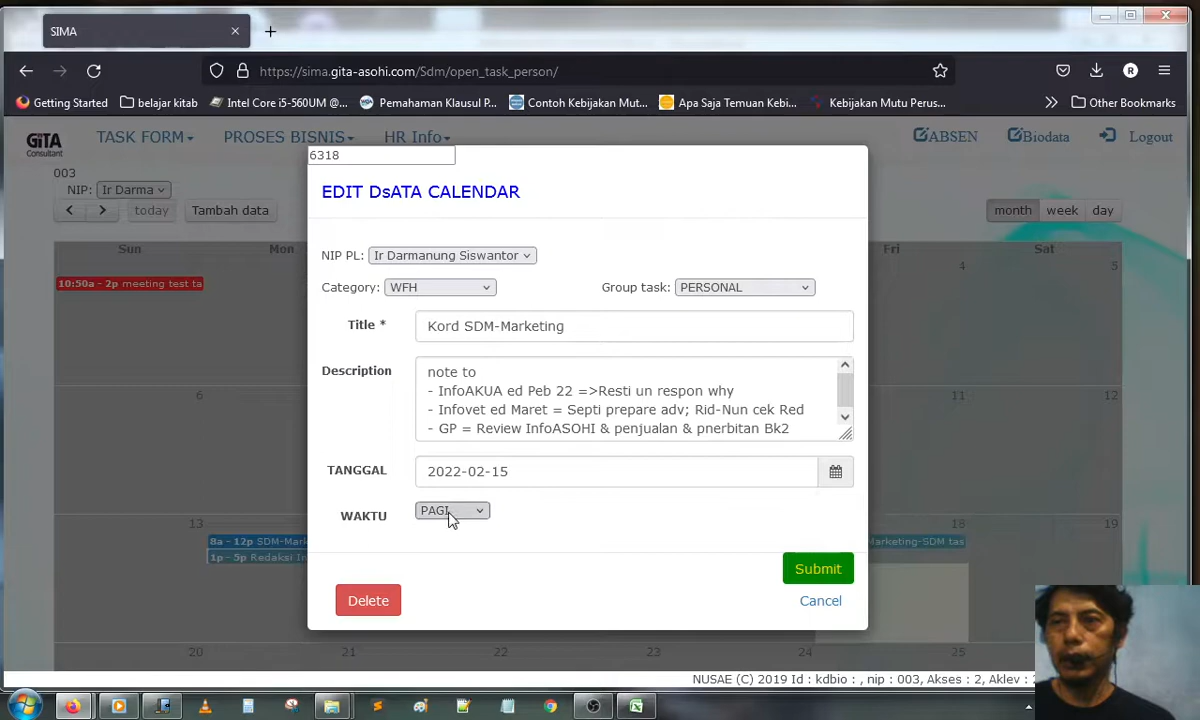 SIMA
https://sima.gita-asohi.com/Sdm/open_task_person/
R
Getting Started
belajar kitab
Intel Core i5-560UM @...
Pemahaman Klausul P...
Contoh Kebijakan Mut...
Apa Saja Temuan Kebi...
Kebijakan Mutu Perus...
Other Bookmarks
GiTA
Consultant
TASK FORM
PROSES BISNIS
HR Info
ABSEN
Biodata
Logout
003
NIP: Ir Darma
today
Tambah data
month
week
day
Sun
Mon
Fri
Sat
4
5
10:50a - 2p meeting test ta
6
11
12
13
18
19
8a - 12p SDM-Mar
1p - 5p Redaksi In
Marketing-SDM tas
20
21
22
23
24
25
6318
EDIT DsATA CALENDAR
NIP PL: Ir Darmanung Siswantor
Category: WFH
Group task: PERSONAL
Title *
Kord SDM-Marketing
Description
note to
- InfoAKUA ed Peb 22 =>Resti un respon why
- Infovet ed Maret = Septi prepare adv; Rid-Nun cek Red
- GP = Review InfoASOHI & penjualan & pnerbitan Bk2
TANGGAL
2022-02-15
WAKTU
PAGI
Submit
Delete
Cancel
NUSAE (C) 2019 Id : kdbio : , nip : 003, Akses : 2, Aklev :